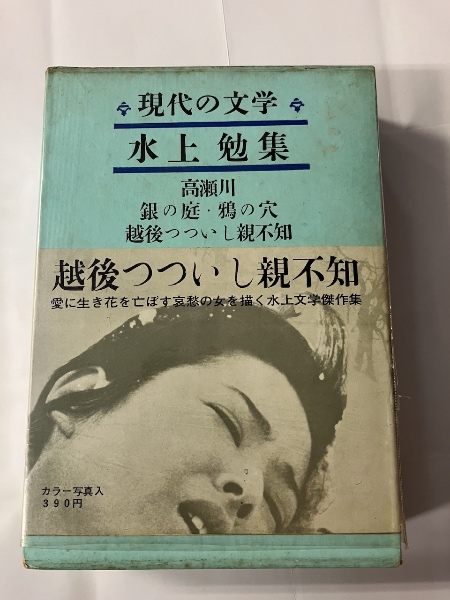 現代の文学
水上勉集
高瀬川
銀の庭・鴉の穴
越後つついし親不知
越後つついし親不知
愛に生き花を亡ぼす哀愁の女を描く水上文学傑作集
カラー写真入
390円